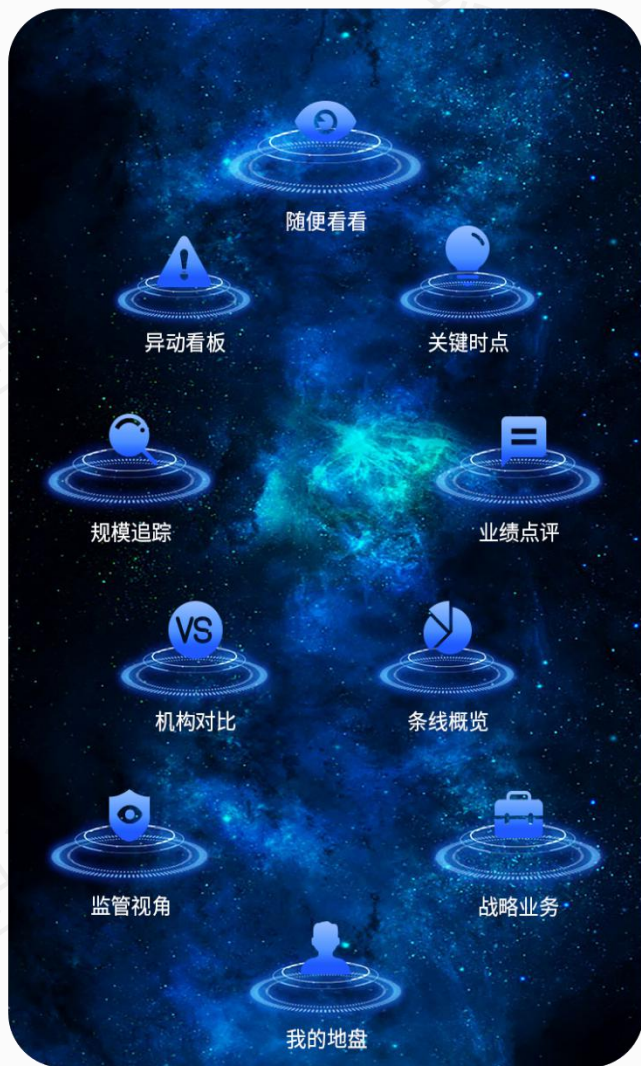 随便看看
异动看板
关键时点
规模追踪
业绩点评
VS
机构对比
条线概览
监管视角
战略业务
我的地盘